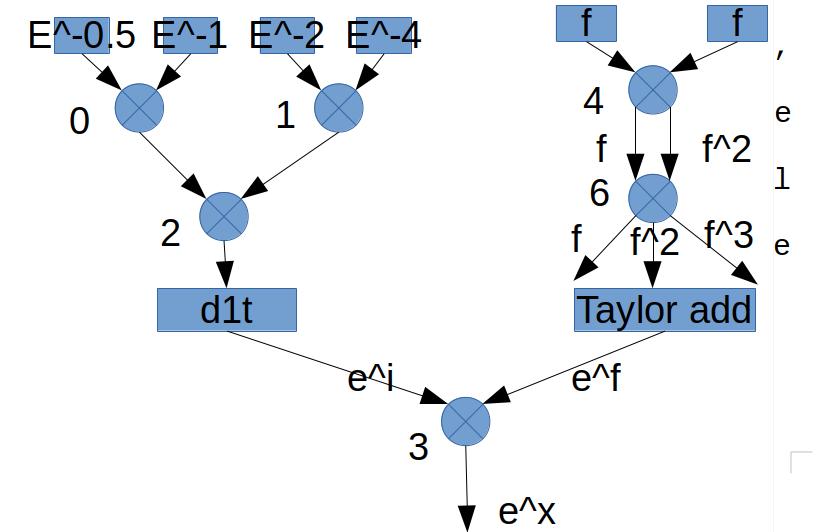 E^-0.5 E^-1 E^-2 E^-4
f f
,
0 1 4 e
f f^2
6 l
2 f f^2 f^3 e
d1t Taylor add
e^i e^f
3
e^x